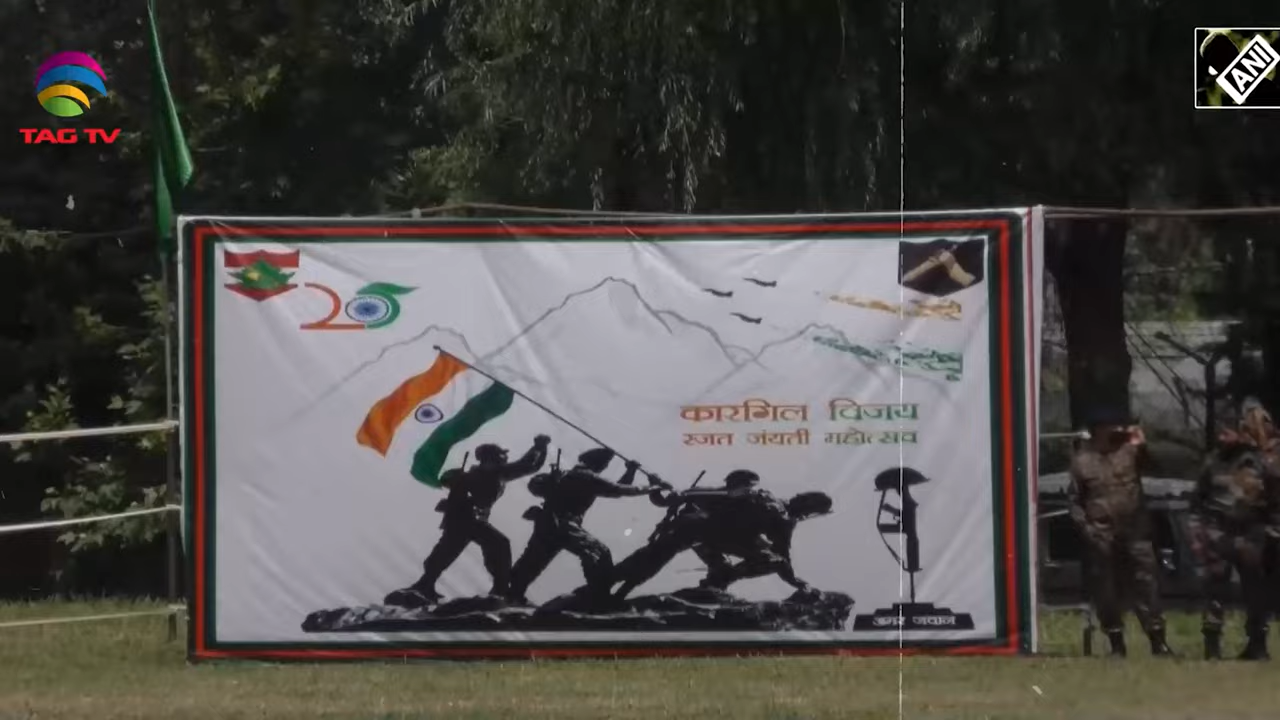 TAG TV
ANI
25
कारगिल विजय
रजत जंयती महोत्सव
अमर जवान